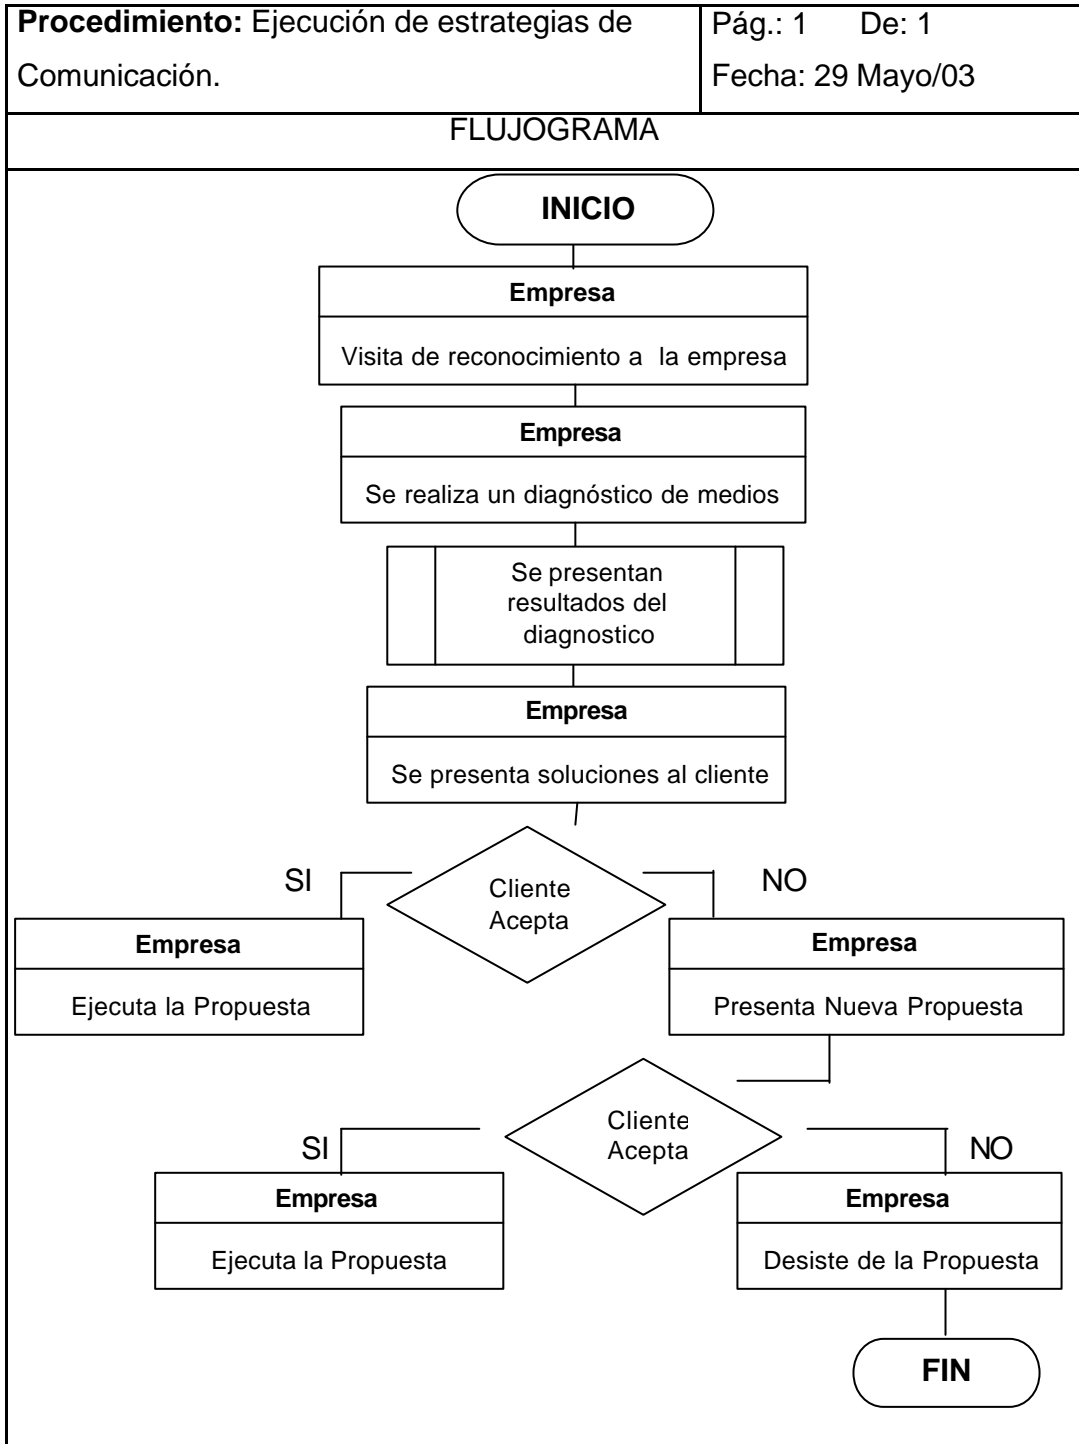 Procedimiento: Ejecución de estrategias de
Comunicación.
Pág.: 1 De: 1
Fecha: 29 Mayo/03
FLUJOGRAMA
INICIO
Empresa
Visita de reconocimiento a la empresa
Empresa
Se realiza un diagnóstico de medios
Se presentan
resultados del
diagnostico
Empresa
Se presenta soluciones al cliente
Cliente
Acepta
SI
NO
Empresa
Ejecuta la Propuesta
Empresa
Presenta Nueva Propuesta
Cliente
Acepta
SI
NO
Empresa
Ejecuta la Propuesta
Empresa
Desiste de la Propuesta
FIN